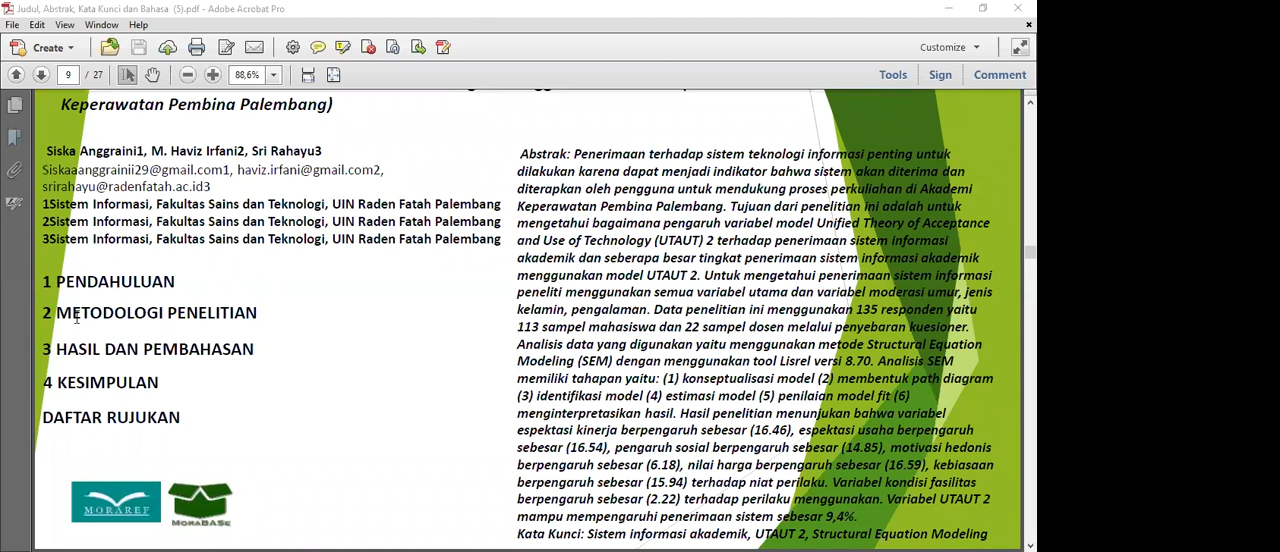 Judul, Abstrak, Kata Kunci dan Bahasa  (5).pdf - Adobe Acrobat Pro
File Edit View Window Help
Create
Customize
9 / 27
88,6%
Tools Sign Comment
Keperawatan Pembina Palembang)
Siska Anggraini1, M. Haviz Irfani2, Sri Rahayu3
Siskaaanggrainii29@gmail.com1, haviz.irfani@gmail.com2,
srirahayu@radenfatah.ac.id3
1Sistem Informasi, Fakultas Sains dan Teknologi, UIN Raden Fatah Palembang
2Sistem Informasi, Fakultas Sains dan Teknologi, UIN Raden Fatah Palembang
3Sistem Informasi, Fakultas Sains dan Teknologi, UIN Raden Fatah Palembang
1 PENDAHULUAN
2 METODOLOGI PENELITIAN
3 HASIL DAN PEMBAHASAN
4 KESIMPULAN
DAFTAR RUJUKAN
MORAREF
MORABASE
Abstrak: Penerimaan terhadap sistem teknologi informasi penting untuk
dilakukan karena dapat menjadi indikator bahwa sistem akan diterima dan
diterapkan oleh pengguna untuk mendukung proses perkuliahan di Akademi
Keperawatan Pembina Palembang. Tujuan dari penelitian ini adalah untuk
mengetahui bagaimana pengaruh variabel model Unified Theory of Acceptance
and Use of Technology (UTAUT) 2 terhadap penerimaan sistem informasi
akademik dan seberapa besar tingkat penerimaan sistem informasi akademik
menggunakan model UTAUT 2. Untuk mengetahui penerimaan sistem informasi
peneliti menggunakan semua variabel utama dan variabel moderasi umur, jenis
kelamin, pengalaman. Data penelitian ini menggunakan 135 responden yaitu
113 sampel mahasiswa dan 22 sampel dosen melalui penyebaran kuesioner.
Analisis data yang digunakan yaitu menggunakan metode Structural Equation
Modeling (SEM) dengan menggunakan tool Lisrel versi 8.70. Analisis SEM
memiliki tahapan yaitu: (1) konseptualisasi model (2) membentuk path diagram
(3) identifikasi model (4) estimasi model (5) penilaian model fit (6)
menginterpretasikan hasil. Hasil penelitian menunjukan bahwa variabel
espektasi kinerja berpengaruh sebesar (16.46), espektasi usaha berpengaruh
sebesar (16.54), pengaruh sosial berpengaruh sebesar (14.85), motivasi hedonis
berpengaruh sebesar (6.18), nilai harga berpengaruh sebesar (16.59), kebiasaan
berpengaruh sebesar (15.94) terhadap niat perilaku. Variabel kondisi fasilitas
berpengaruh sebesar (2.22) terhadap perilaku menggunakan. Variabel UTAUT 2
mampu mempengaruhi penerimaan sistem sebesar 9,4%.
Kata Kunci: Sistem informasi akademik, UTAUT 2, Structural Equation Modeling